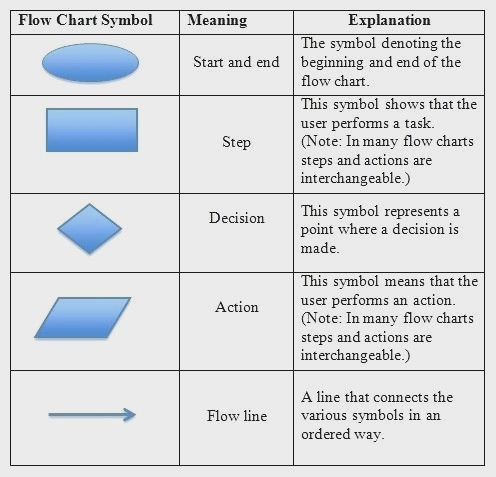 Flow Chart Symbol
Meaning
Explanation
Start and end
The symbol denoting the
beginning and end of the
flow chart.
Step
This symbol shows that the
user performs a task.
(Note: In many flow charts
steps and actions are
interchangeable.)
Decision
This symbol represents a
point where a decision is
made.
Action
This symbol means that the
user performs an action.
(Note: In many flow charts
steps and actions are
interchangeable.)
Flow line
A line that connects the
various symbols in an
ordered way.